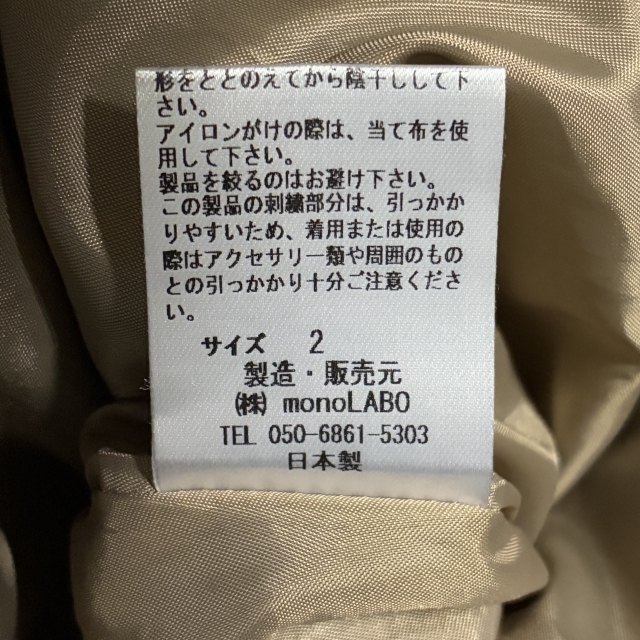 形をととのえてから陰干しして下
さい。
アイロンがけの際は、当て布を使
用して下さい。
製品を絞るのはお避け下さい。
この製品の刺繍部分は、引っかか
りやすいため、着用または使用の
際はアクセサリー類や周囲のもの
との引っかかり十分ご注意くださ
い。
サイズ 2
製造・販売元
㈱ monoLABO
TEL 050-6861-5303
日本製